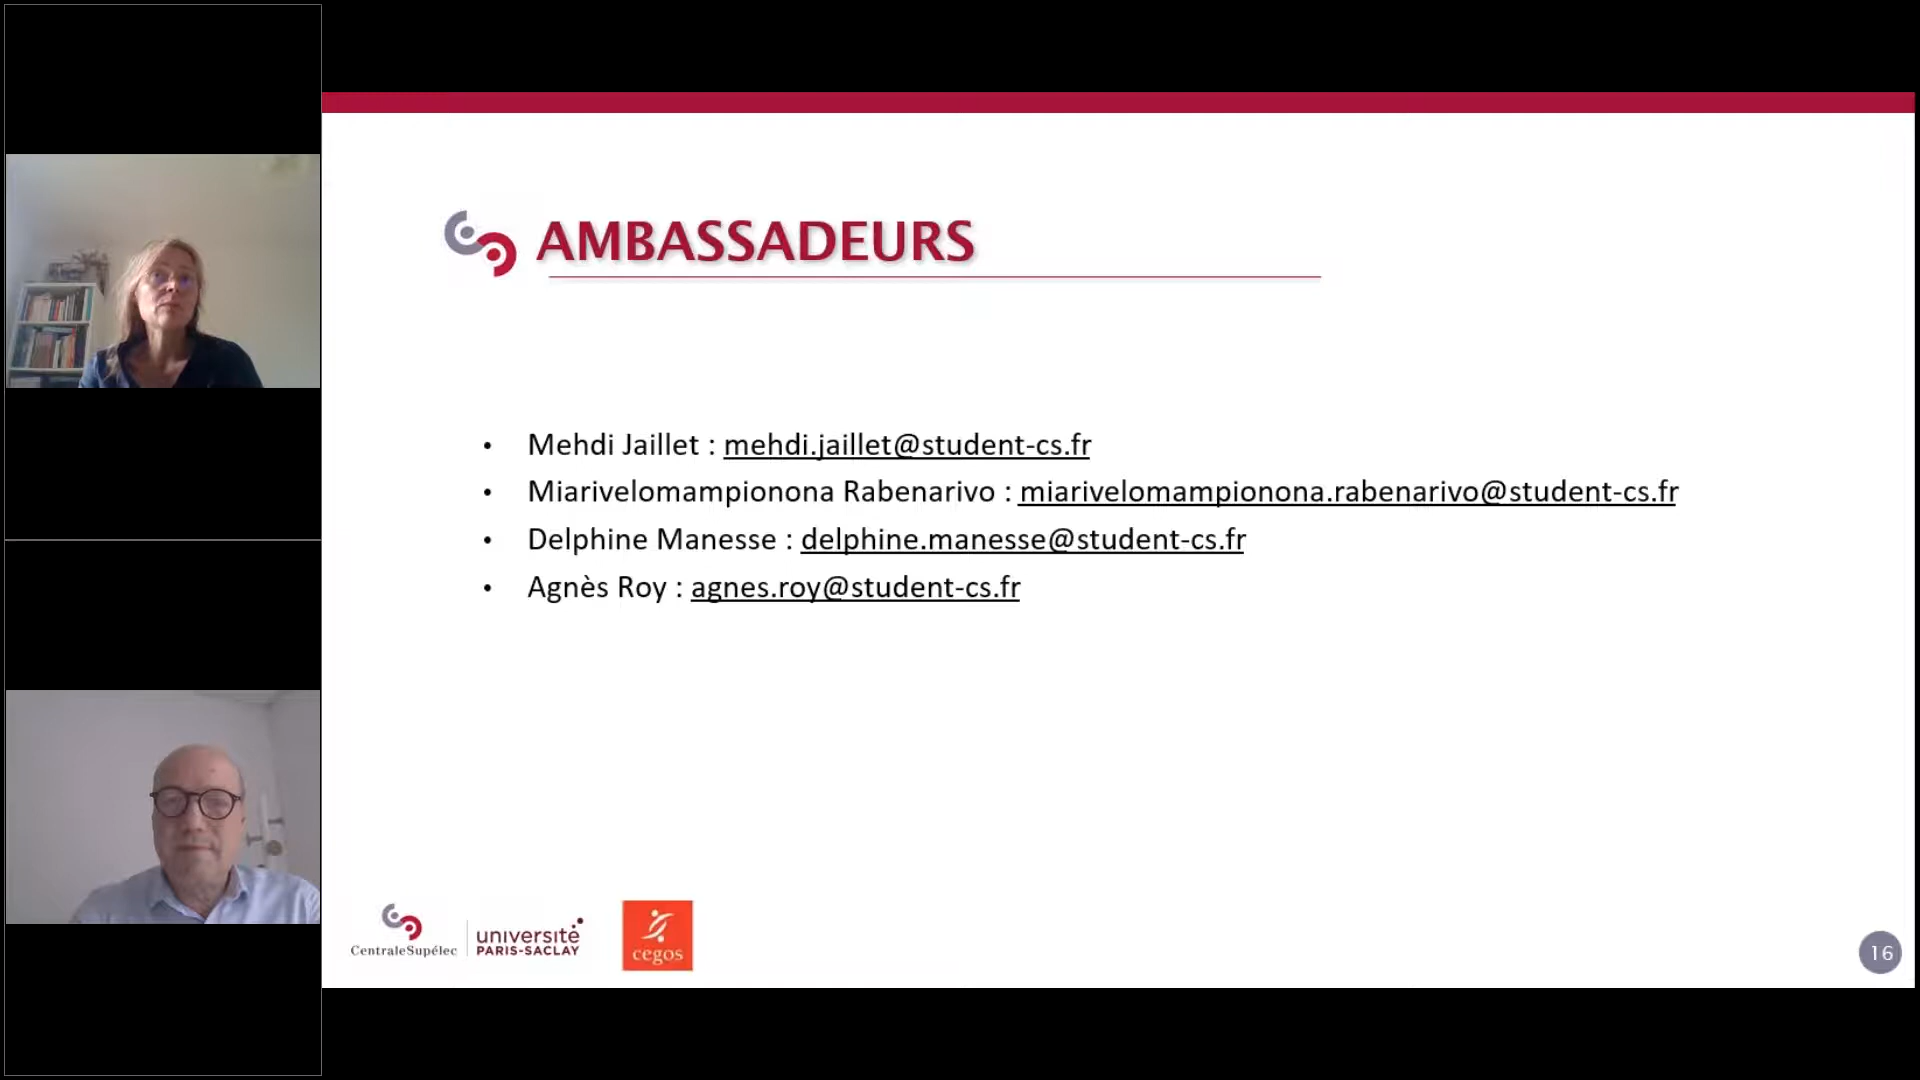 AMBASSADEURS
• Mehdi Jaillet : mehdi.jaillet@student-cs.fr
• Miarivelomampionona Rabenarivo : miarivelomampionona.rabenarivo@student-cs.fr
• Delphine Manesse : delphine.manesse@student-cs.fr
• Agnès Roy : agnes.roy@student-cs.fr
CentraleSupélec
université
PARIS-SACLAY
cegos
16